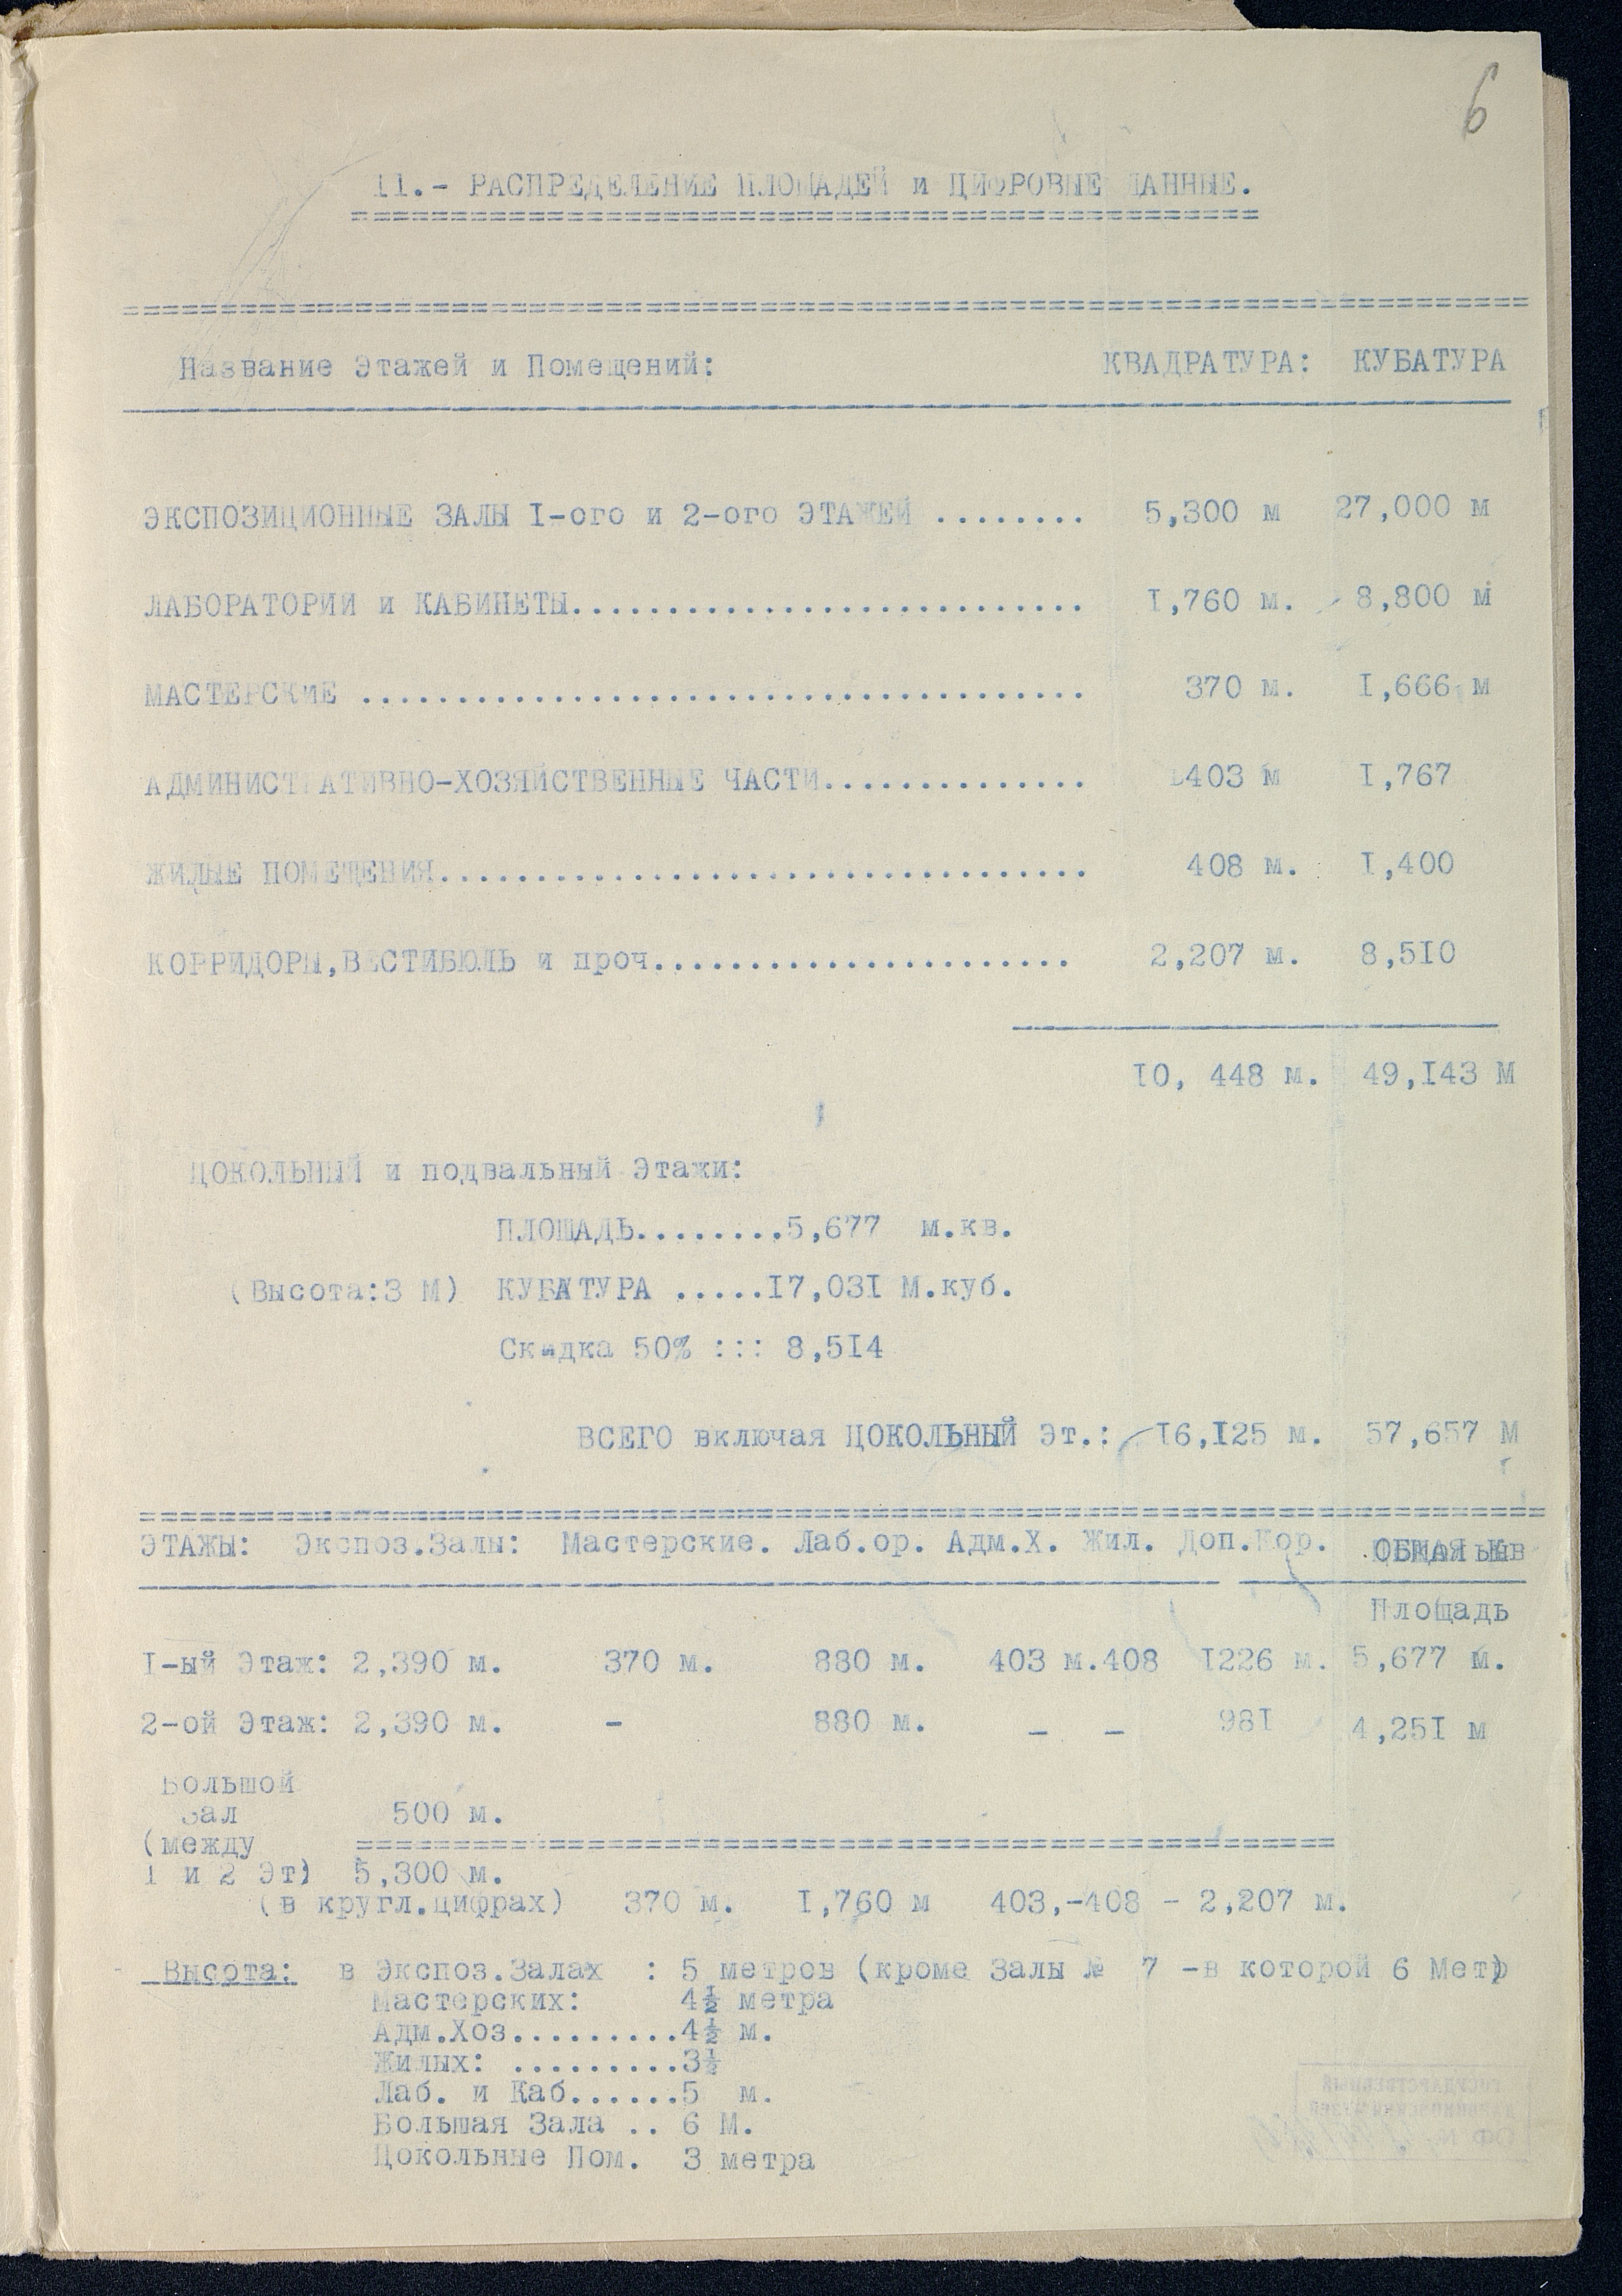 6
11.- РАСПРЕДЕЛЕНИЕ ПЛОЩАДЕЙ и ЦИФРОВЫЕ ДАННЫЕ.
Название Этажей и Помещений: КВАДРАТУРА: КУБАТУРА
ЭКСПОЗИЦИОННЫЕ ЗАЛЫ I-ого и 2-ого ЭТАЖЕЙ ........ 5,300 м 27,000 м
ЛАБОРАТОРИИ и КАБИНЕТЫ........................... I,760 м. 8,800 м
МАСТЕРСКИЕ ...................................... 370 м. I,666 м
АДМИНИСТРАТИВНО-ХОЗЯЙСТВЕННЫЕ ЧАСТИ.............. 403 м I,767
ЖИЛЫЕ ПОМЕЩЕНИЯ.................................. 408 м. I,400
КОРРИДОРЫ,ВЕСТИБЮЛЬ и проч...................... 2,207 м. 8,5I0
I0, 448 м. 49,I43 М
ЦОКОЛЬНЫЙ и подвальный Этажи:
ПЛОЩАДЬ........5,677 м.кв.
(Высота:3 М) КУБАТУРА .....I7,03I М.куб.
Скидка 50% ::: 8,5I4
ВСЕГО включая ЦОКОЛЬНЫЙ Эт.: I6,I25 м. 57,657 М
ЭТАЖЫ: Экспоз.Залы: Мастерские. Лаб.ор. Адм.Х. Жил. Доп.Кор. ОБЩАЯ
Площадь
I-ый Этаж: 2,390 м. 370 м. 880 м. 403 м.408 I226 м. 5,677 м.
2-ой Этаж: 2,390 м. - 880 м. - - 98I 4,25I м
Большой
Зал 500 м.
(между
1 и 2 Эт) 5,300 м.
(в кругл.цифрах) 370 м. I,760 м 403,-408 - 2,207 м.
Высота: в Экспоз.Залах : 5 метров (кроме Залы № 7 -в которой 6 Мет)
Мастерских: 4½ метра
Адм.Хоз.........4½ м.
Жилых: .........3½
Лаб. и Каб......5 м.
Большая Зала .. 6 М.
Цокольные Пом. 3 метра